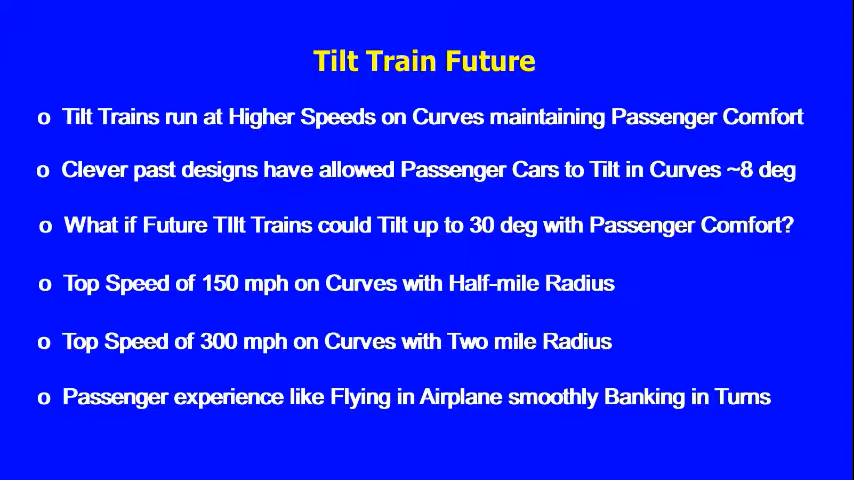 Tilt Train Future
o Tilt Trains run at Higher Speeds on Curves maintaining Passenger Comfort
o Clever past designs have allowed Passenger Cars to Tilt in Curves ~8 deg
o What if Future TIlt Trains could Tilt up to 30 deg with Passenger Comfort?
o Top Speed of 150 mph on Curves with Half-mile Radius
o Top Speed of 300 mph on Curves with Two mile Radius
o Passenger experience like Flying in Airplane smoothly Banking in Turns